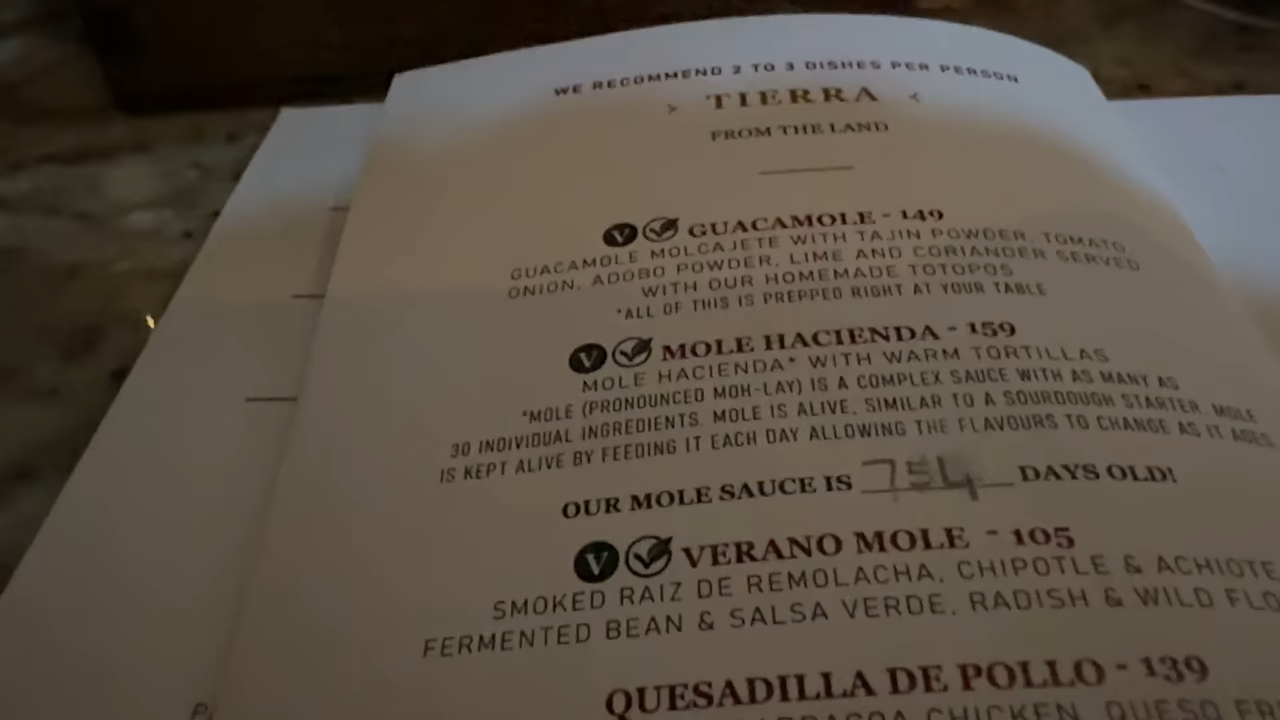 WE RECOMMEND 2 TO 3 DISHES PER PERSON
TIERRA
FROM THE LAND
V GUACAMOLE - 149
GUACAMOLE MOLCAJETE WITH TAJIN POWDER, TOMATO,
ONION, ADOBO POWDER, LIME AND CORIANDER SERVED
WITH OUR HOMEMADE TOTOPOS
*ALL OF THIS IS PREPPED RIGHT AT YOUR TABLE
V MOLE HACIENDA - 159
MOLE HACIENDA* WITH WARM TORTILLAS
*MOLE (PRONOUNCED MOH-LAY) IS A COMPLEX SAUCE WITH AS MANY AS
30 INDIVIDUAL INGREDIENTS. MOLE IS ALIVE, SIMILAR TO A SOURDOUGH STARTER. MOLE
IS KEPT ALIVE BY FEEDING IT EACH DAY ALLOWING THE FLAVOURS TO CHANGE AS IT AGES.
OUR MOLE SAUCE IS 754 DAYS OLD!
V VERANO MOLE - 105
SMOKED RAIZ DE REMOLACHA, CHIPOTLE & ACHIOTE
FERMENTED BEAN & SALSA VERDE, RADISH & WILD
QUESADILLA DE POLLO - 139
CHICKEN, QUESO